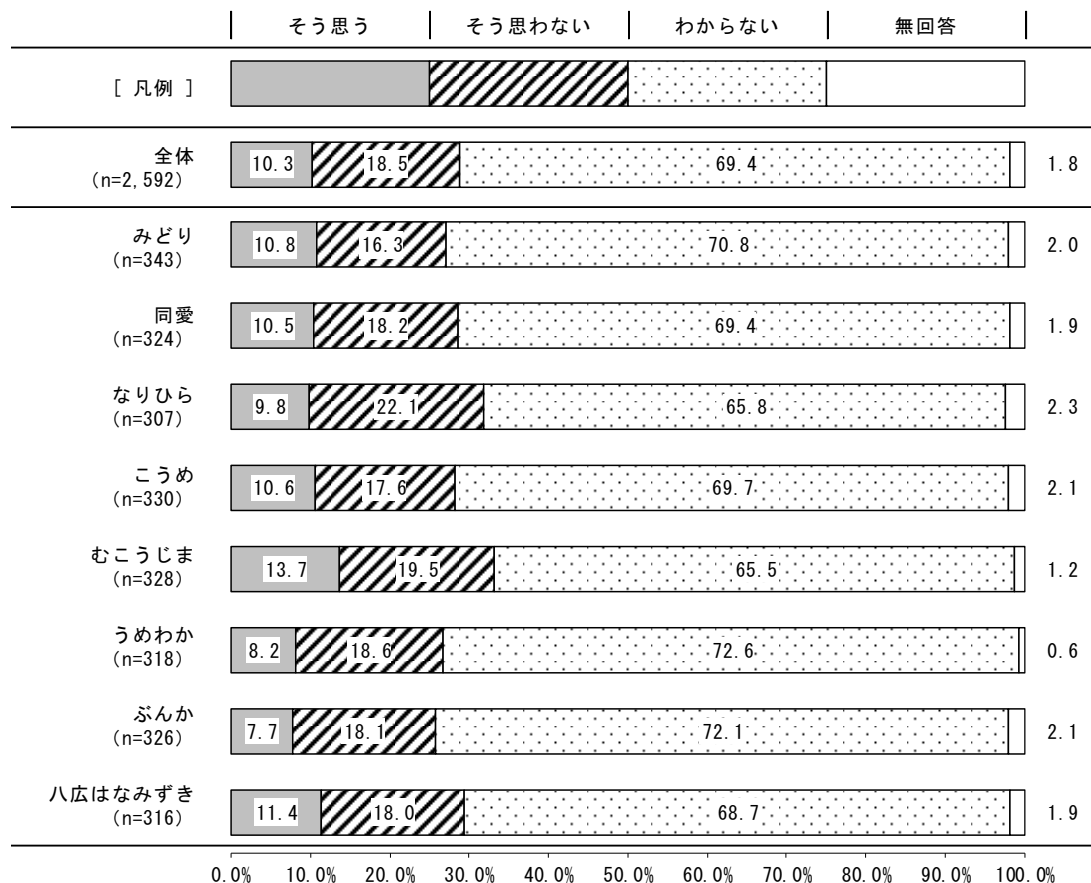 そう思う そう思わない わからない 無回答
[ 凡例 ]
全体
(n=2,592)
10.3 18.5 69.4 1.8
みどり
(n=343)
10.8 16.3 70.8 2.0
同愛
(n=324)
10.5 18.2 69.4 1.9
なりひら
(n=307)
9.8 22.1 65.8 2.3
こうめ
(n=330)
10.6 17.6 69.7 2.1
むこうじま
(n=328)
13.7 19.5 65.5 1.2
うめわか
(n=318)
8.2 18.6 72.6 0.6
ぶんか
(n=326)
7.7 18.1 72.1 2.1
八広はなみずき
(n=316)
11.4 18.0 68.7 1.9
0.0% 10.0% 20.0% 30.0% 40.0% 50.0% 60.0% 70.0% 80.0% 90.0% 100.0%